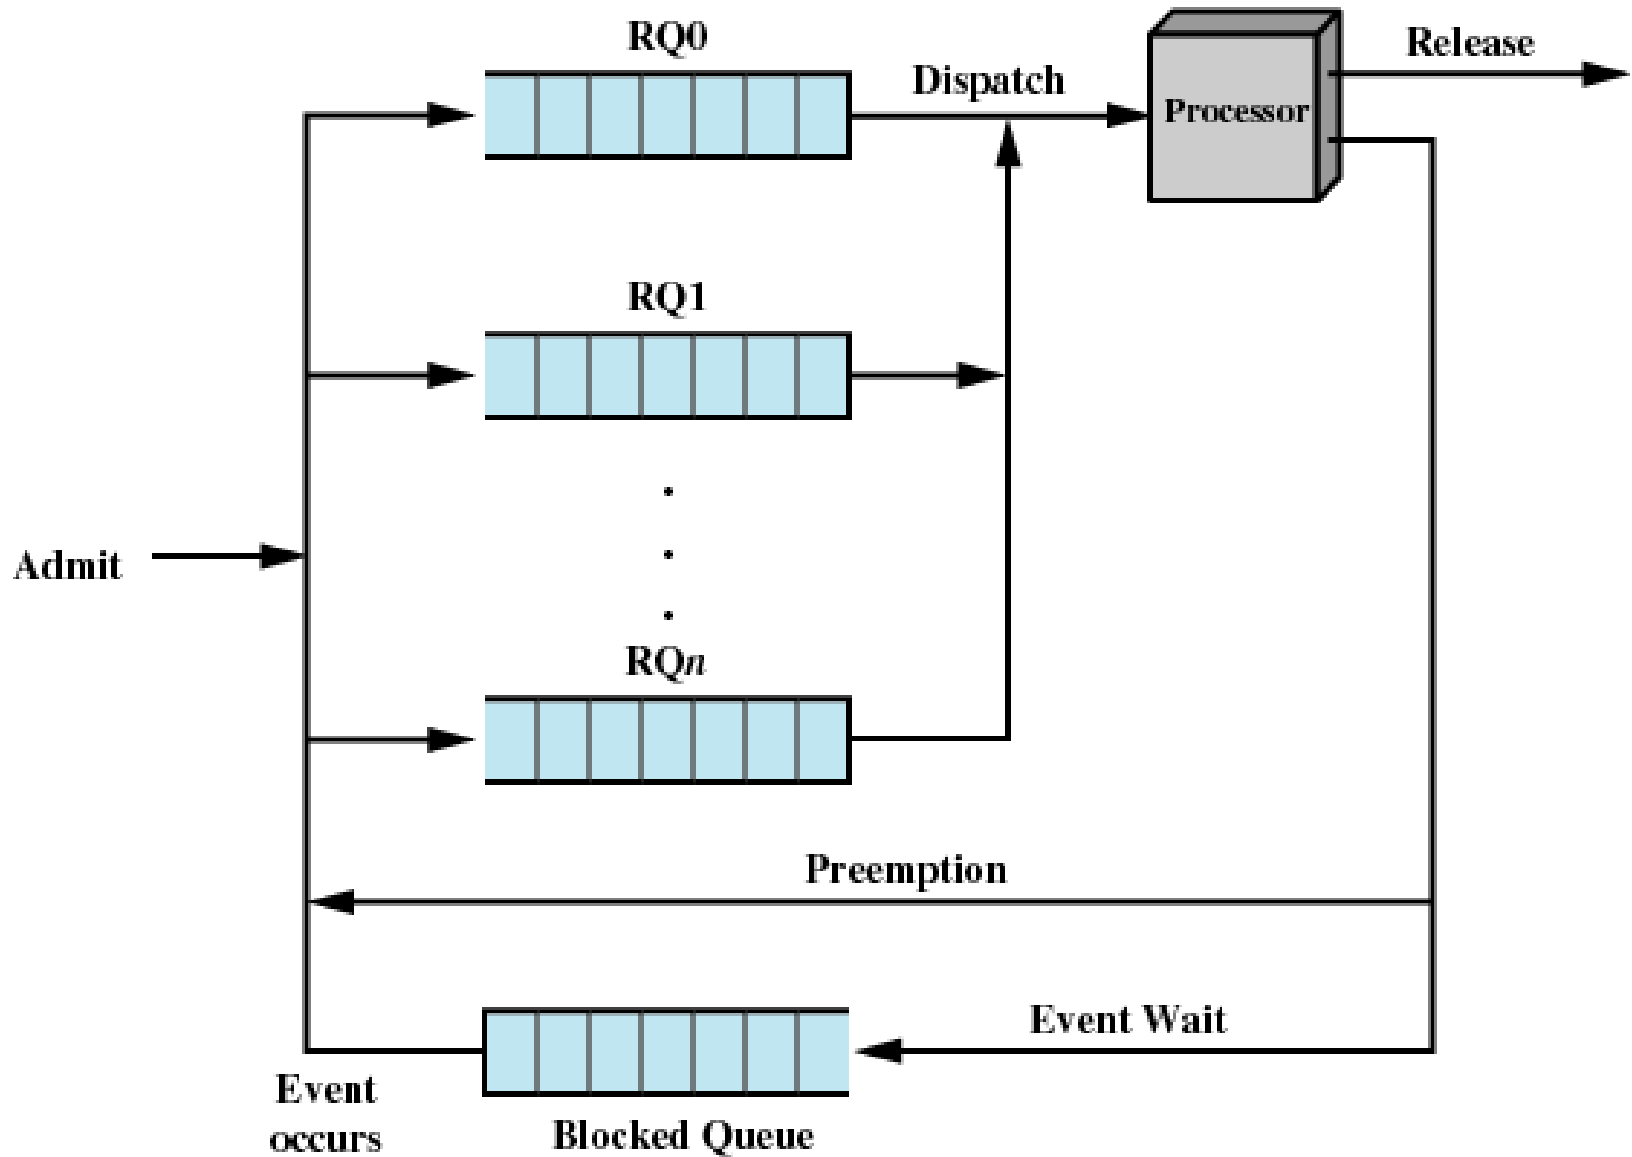 RQ0
Release
Dispatch
Processor
RQ1
Admit
RQn
Preemption
Event Wait
Event
occurs
Blocked Queue